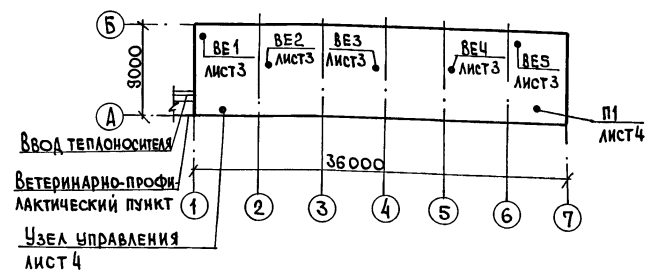 Б
ВЕ1
ЛИСТ3
ВЕ2
ЛИСТ3
ВЕ3
ЛИСТ3
ВЕ4
ЛИСТ3
ВЕ5
ЛИСТ3
9000
А
П1
ЛИСТ4
ВВОД ТЕПЛОНОСИТЕЛЯ
36000
ВЕТЕРИНАРНО-ПРОФИ-
ЛАКТИЧЕСКИЙ ПУНКТ
1 2 3 4 5 6 7
УЗЕЛ УПРАВЛЕНИЯ
ЛИСТ 4